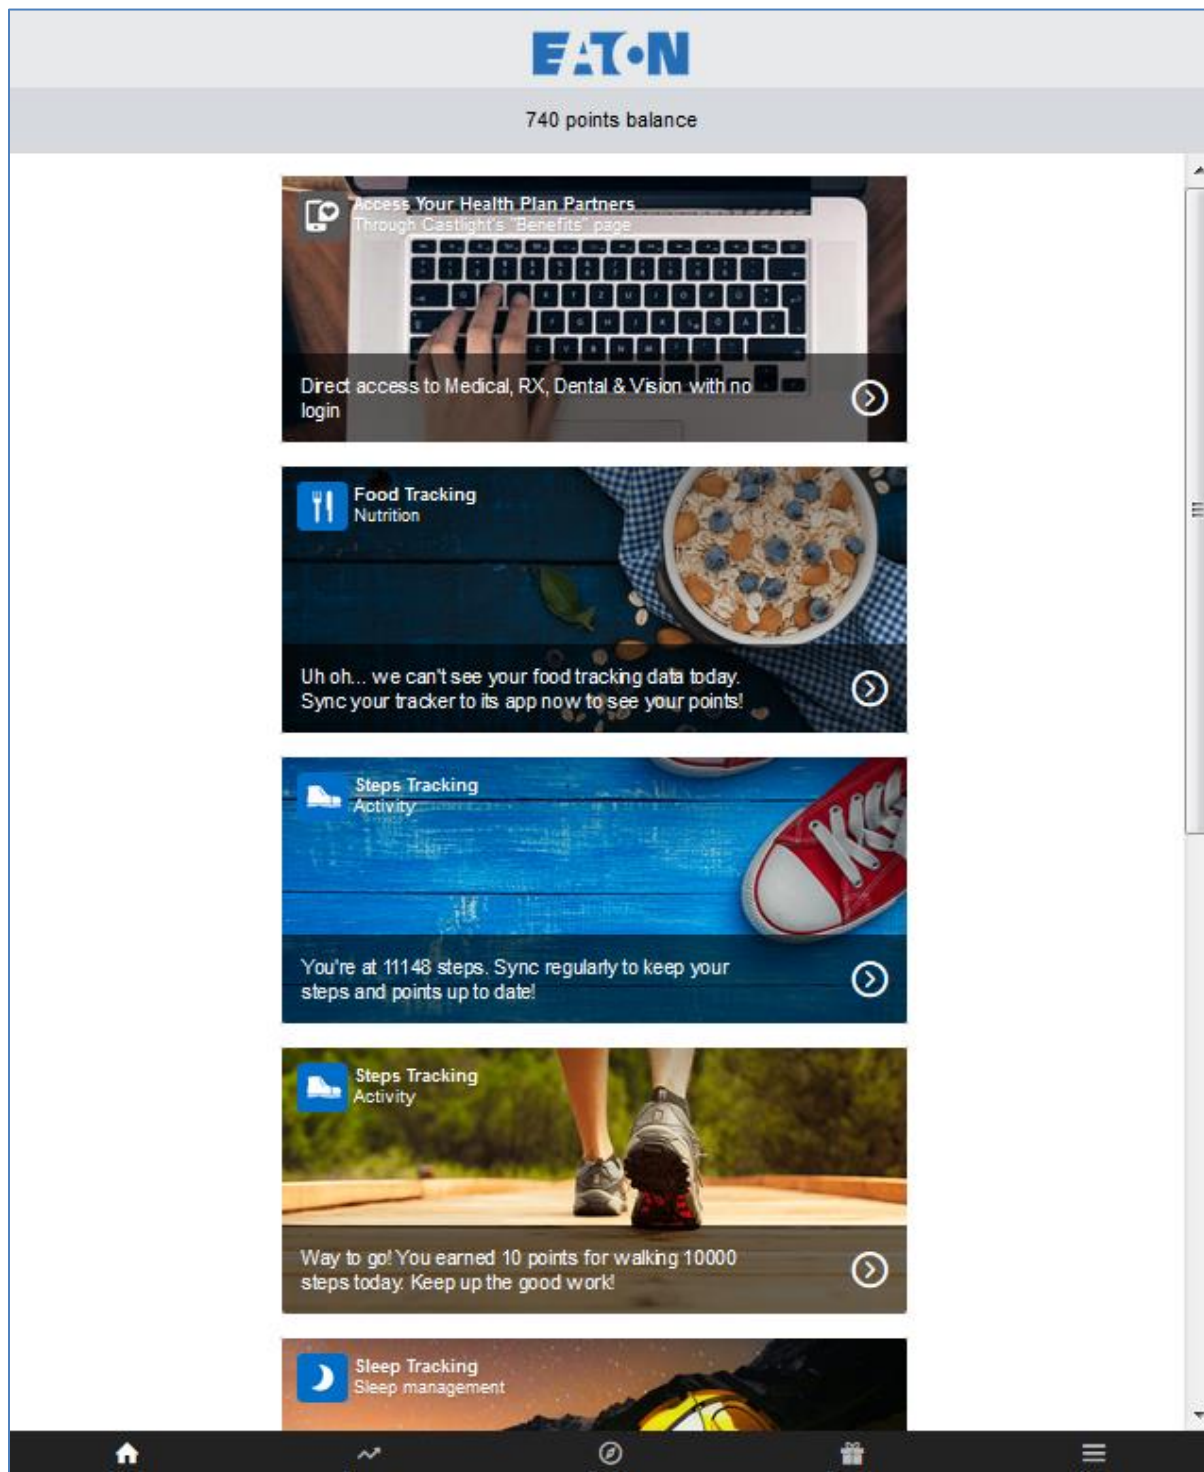 EATON
740 points balance
Access Your Health Plan Partners
Through Castlight's "Benefits" page
Direct access to Medical, RX, Dental & Vision with no
login
Food Tracking
Nutrition
Uh oh... we can't see your food tracking data today.
Sync your tracker to its app now to see your points!
Steps Tracking
Activity
You're at 11148 steps. Sync regularly to keep your
steps and points up to date!
Steps Tracking
Activity
Way to go! You earned 10 points for walking 10000
steps today. Keep up the good work!
Sleep Tracking
Sleep management